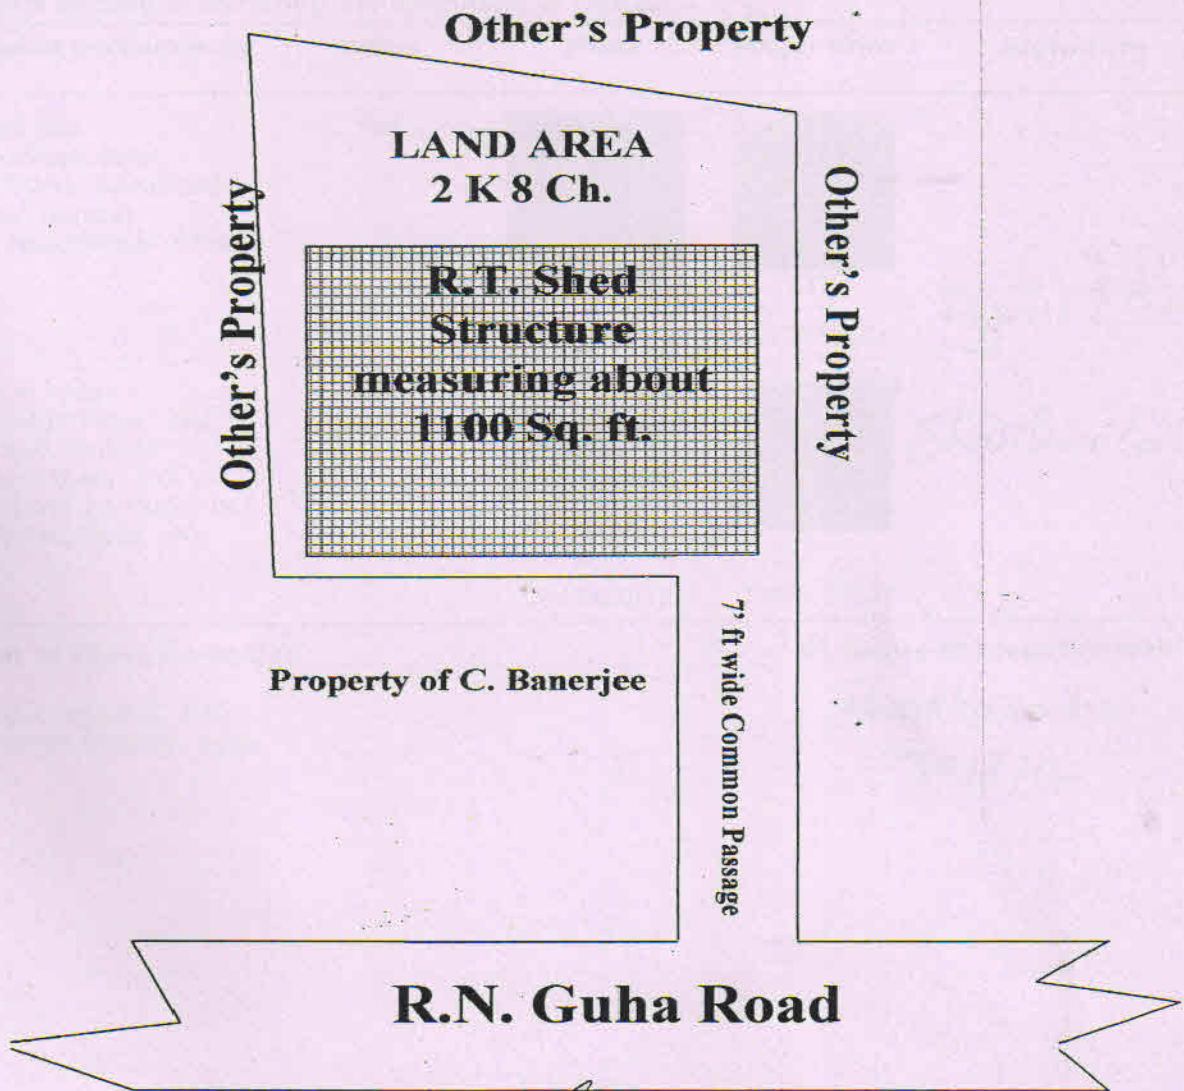 Other's Property
LAND AREA
2 K 8 Ch.
Other's Property
R.T. Shed
Structure
measuring about
1100 Sq. ft.
Other's Property
7' ft wide Common Passage
Property of C. Banerjee
R.N. Guha Road